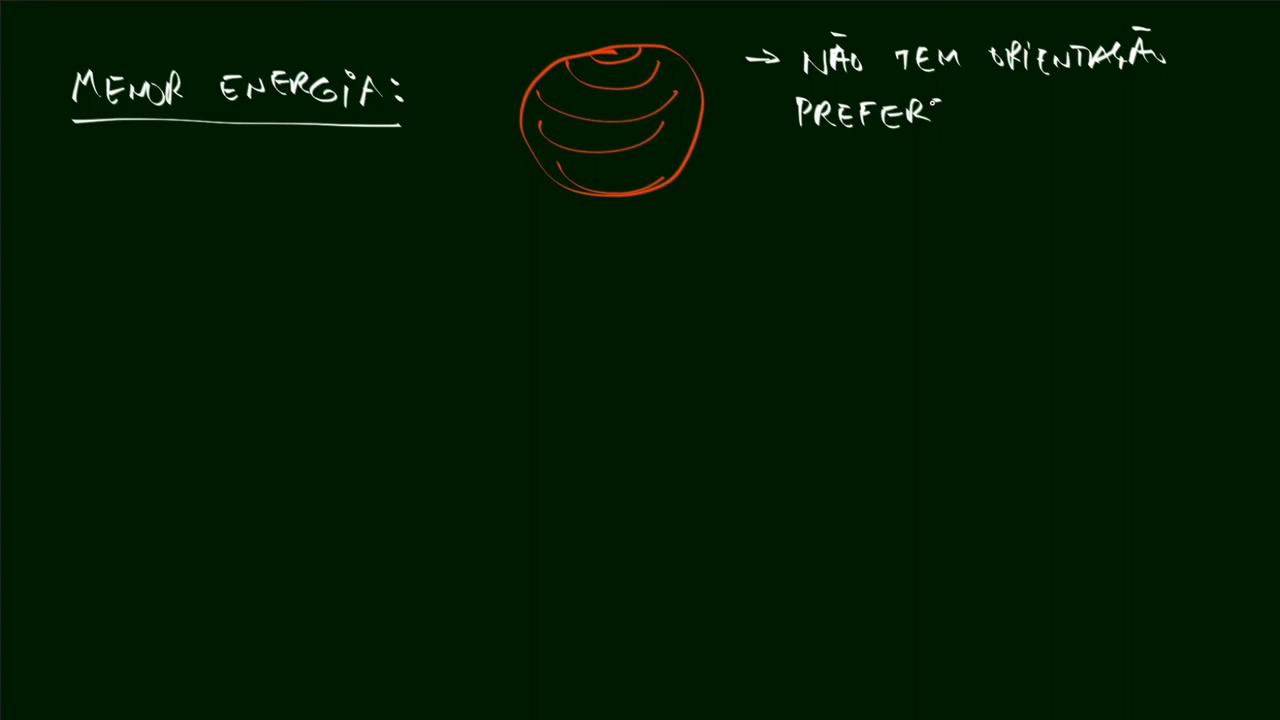 MENOR ENERGIA:
→ NÃO TEM ORIENTAÇÃO
PREFER